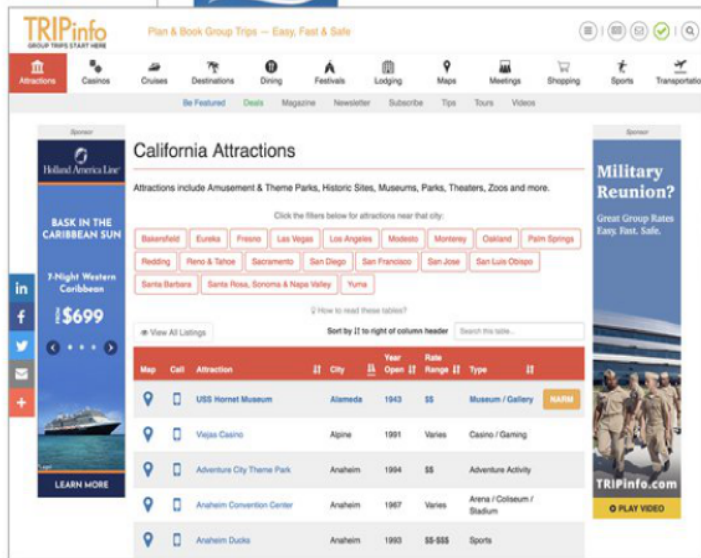 TRIPinfo
GROUP TRIPS START HERE
Plan & Book Group Trips — Easy, Fast & Safe
Attractions Casinos Cruises Destinations Dining Festivals Lodging Maps Meetings Shopping Sports Transportatio
Be Featured Deals Magazine Newsletter Subscribe Tips Tours Videos
Sponsor
Holland America Line
BASK IN THE
CARIBBEAN SUN
7-Night Western
Caribbean
FROM $699
LEARN MORE
California Attractions
Attractions include Amusement & Theme Parks, Historic Sites, Museums, Parks, Theaters, Zoos and more.
Click the filters below for attractions near that city:
Bakersfield Eureka Fresno Las Vegas Los Angeles Modesto Monterey Oakland Palm Springs
Redding Reno & Tahoe Sacramento San Diego San Francisco San Jose San Luis Obispo
Santa Barbara Santa Rosa, Sonoma & Napa Valley Yuma
How to read these tables?
View All Listings Sort by ↓↑ to right of column header Search this table...
Map Call Attraction City Year Open Rate Range Type
USS Hornet Museum Alameda 1943 $$ Museum / Gallery NARM
Viejas Casino Alpine 1991 Varies Casino / Gaming
Adventure City Theme Park Anaheim 1994 $$ Adventure Activity
Anaheim Convention Center Anaheim 1967 Varies Arena / Coliseum / Stadium
Anaheim Ducks Anaheim 1993 $$-$$$ Sports
Sponsor
Military
Reunion?
Great Group Rates
Easy. Fast. Safe.
TRIPinfo.com
PLAY VIDEO
in
f